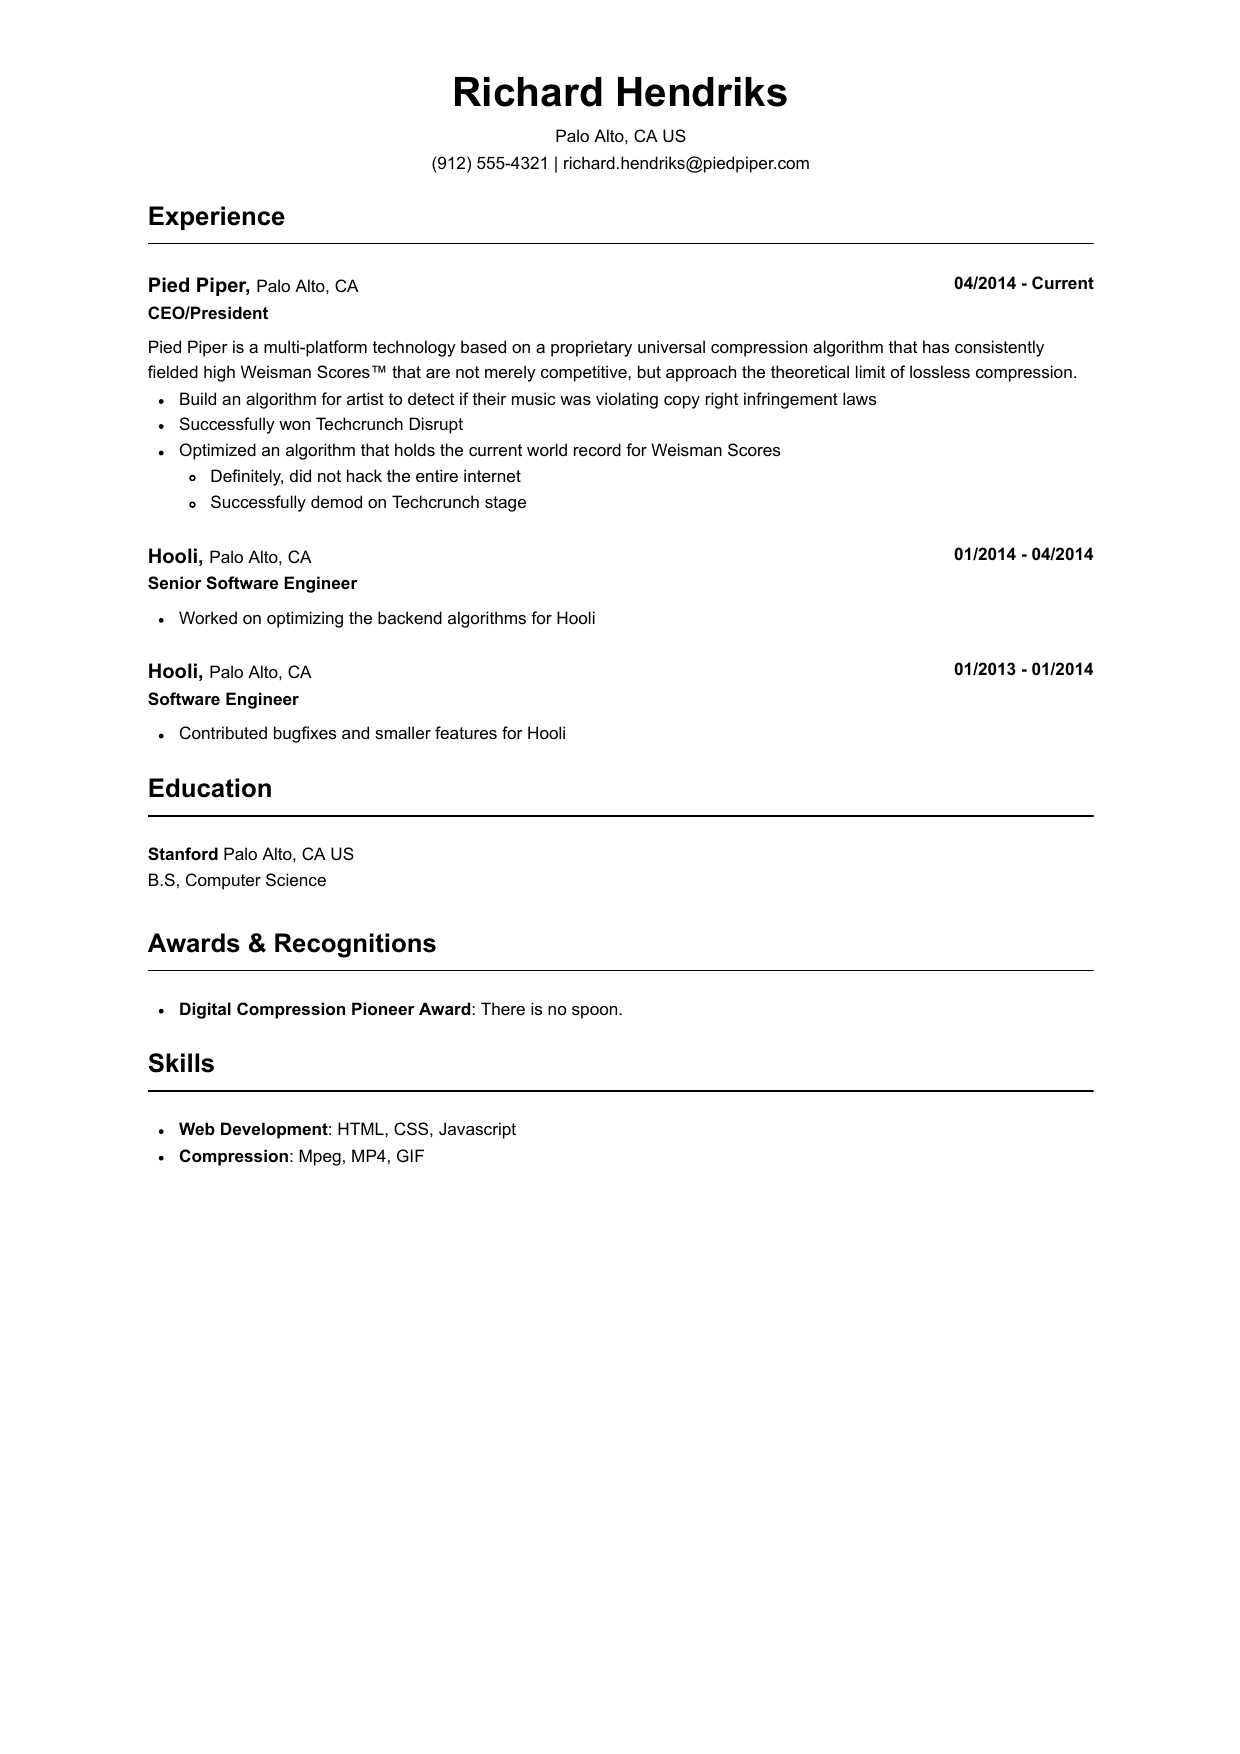 Richard Hendriks
Palo Alto, CA US
(912) 555-4321 | richard.hendriks@piedpiper.com
Experience
Pied Piper, Palo Alto, CA 04/2014 - Current
CEO/President
Pied Piper is a multi-platform technology based on a proprietary universal compression algorithm that has consistently
fielded high Weisman Scores™ that are not merely competitive, but approach the theoretical limit of lossless compression.
• Build an algorithm for artist to detect if their music was violating copy right infringement laws
• Successfully won Techcrunch Disrupt
• Optimized an algorithm that holds the current world record for Weisman Scores
◦ Definitely, did not hack the entire internet
◦ Successfully demod on Techcrunch stage
Hooli, Palo Alto, CA 01/2014 - 04/2014
Senior Software Engineer
• Worked on optimizing the backend algorithms for Hooli
Hooli, Palo Alto, CA 01/2013 - 01/2014
Software Engineer
• Contributed bugfixes and smaller features for Hooli
Education
Stanford Palo Alto, CA US
B.S, Computer Science
Awards & Recognitions
• Digital Compression Pioneer Award: There is no spoon.
Skills
• Web Development: HTML, CSS, Javascript
• Compression: Mpeg, MP4, GIF